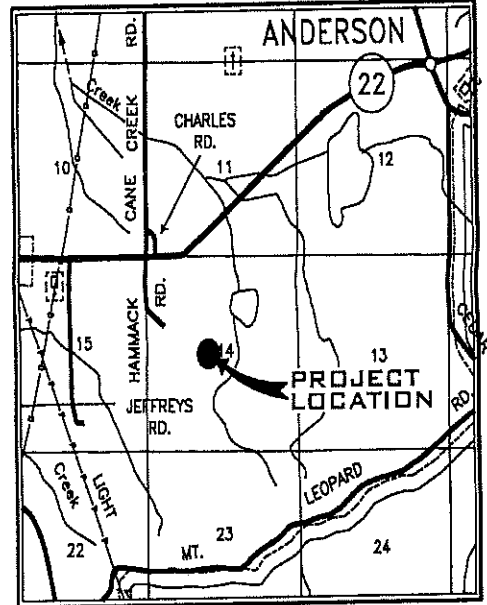 ANDERSON
22
Creek
CANE CREEK RD.
CHARLES
RD.
10
11
12
HAMMACK RD.
15
14
13
CEDAR
PROJECT
LOCATION
JEFFREYS
RD.
LEOPARD RD.
LIGHT
Creek
22
23
24
MT.